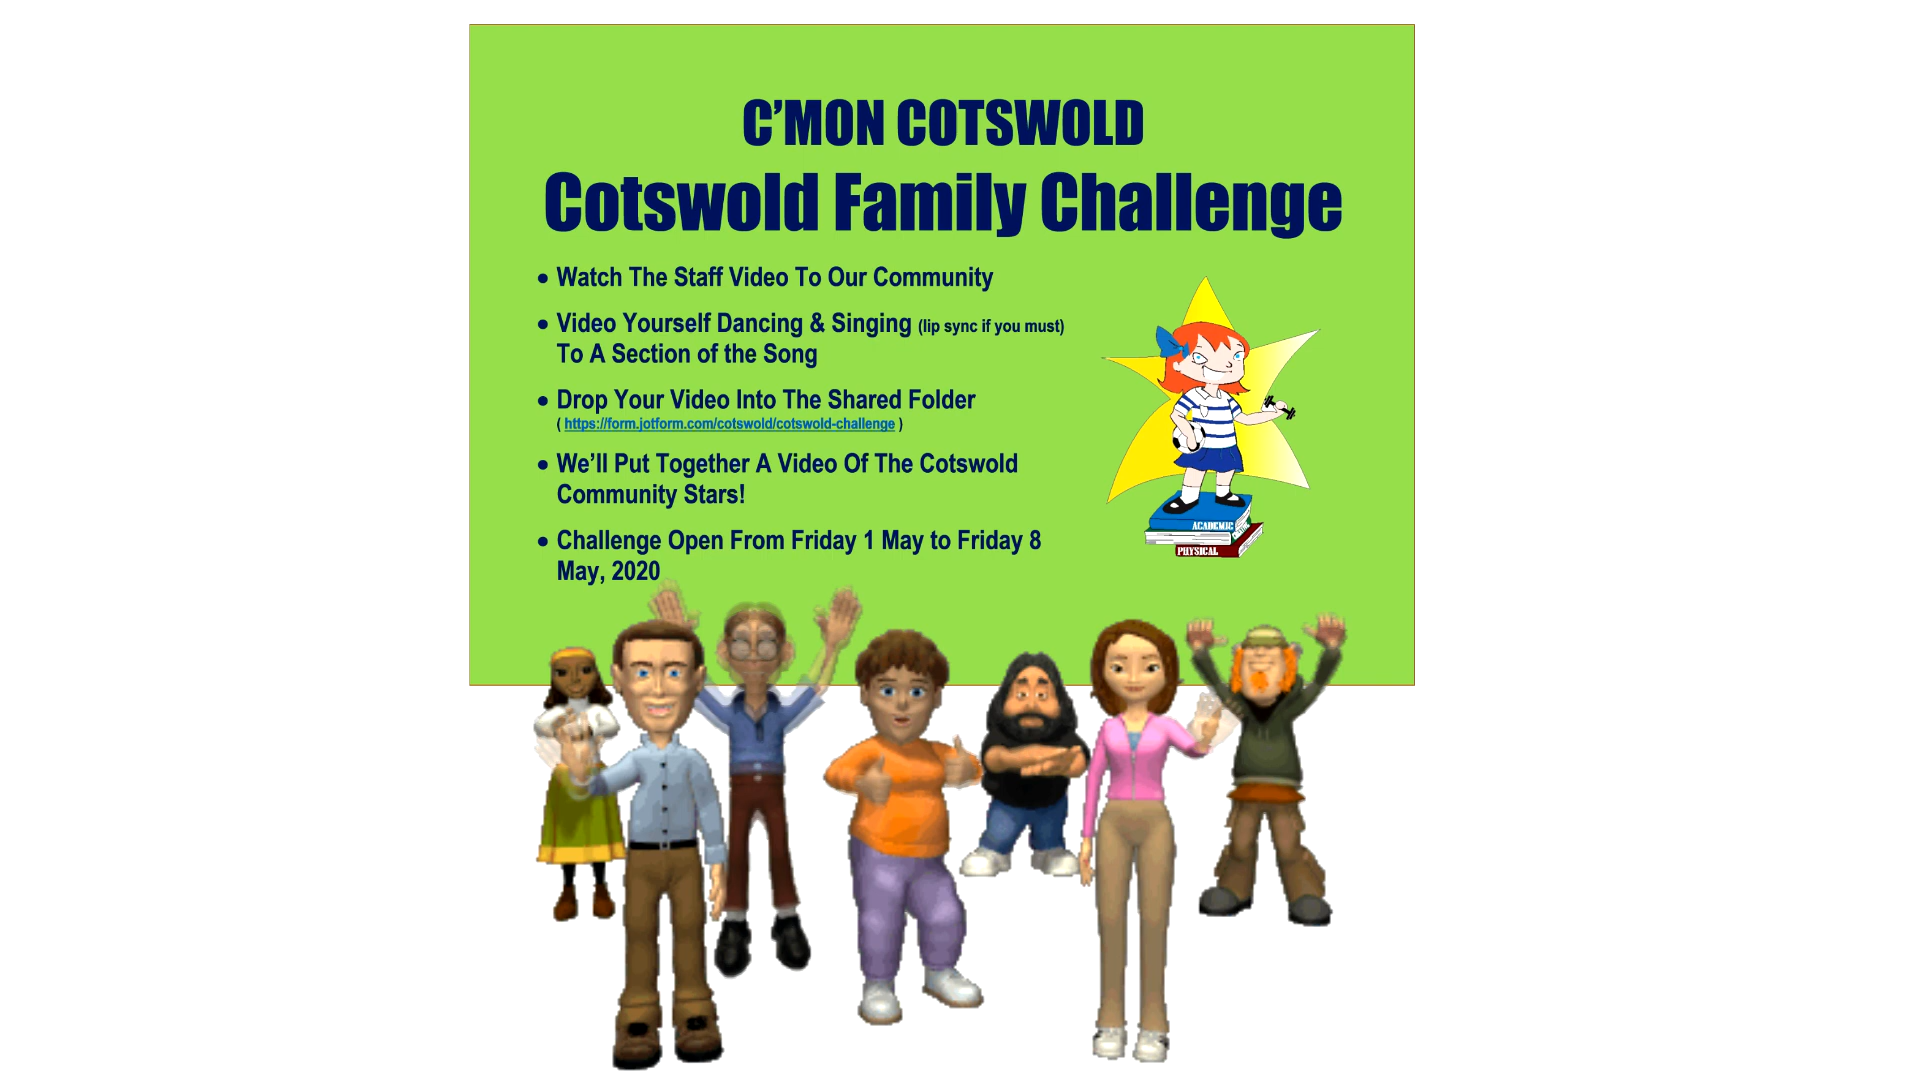 C’MON COTSWOLD
Cotswold Family Challenge
• Watch The Staff Video To Our Community
• Video Yourself Dancing & Singing (lip sync if you must)
To A Section of the Song
• Drop Your Video Into The Shared Folder
( https://form.jotform.com/cotswold/cotswold-challenge )
• We’ll Put Together A Video Of The Cotswold
Community Stars!
• Challenge Open From Friday 1 May to Friday 8
May, 2020
ACADEMIC
PHYSICAL